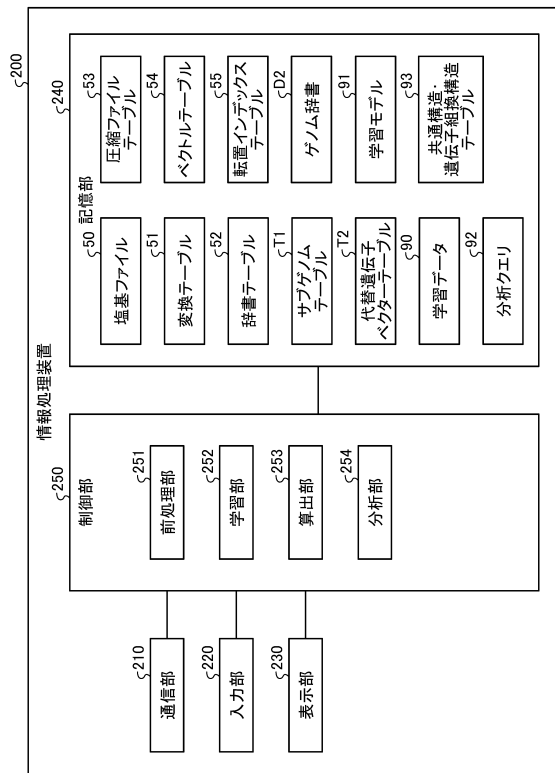 200
情報処理装置
210
通信部
220
入力部
230
表示部
250
制御部
251
前処理部
252
学習部
253
算出部
254
分析部
240
記憶部
50
塩基ファイル
51
変換テーブル
52
辞書テーブル
T1
サブゲノム
テーブル
T2
代替遺伝子
ベクターテーブル
90
学習データ
92
分析クエリ
53
圧縮ファイル
テーブル
54
ベクトルテーブル
55
転置インデックス
テーブル
D2
ゲノム辞書
91
学習モデル
93
共通構造・
遺伝子組換構造
テーブル